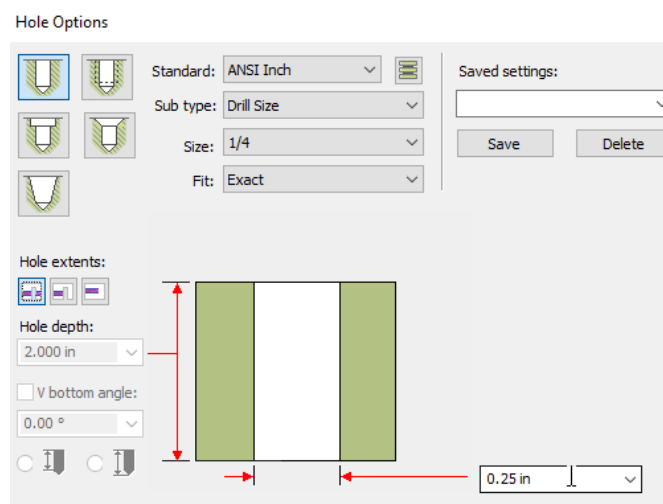 Hole Options
Standard: ANSI Inch
Saved settings:
Sub type: Drill Size
Size: 1/4
Save Delete
Fit: Exact
Hole extents:
Hole depth:
2.000 in
V bottom angle:
0.00 °
0.25 in